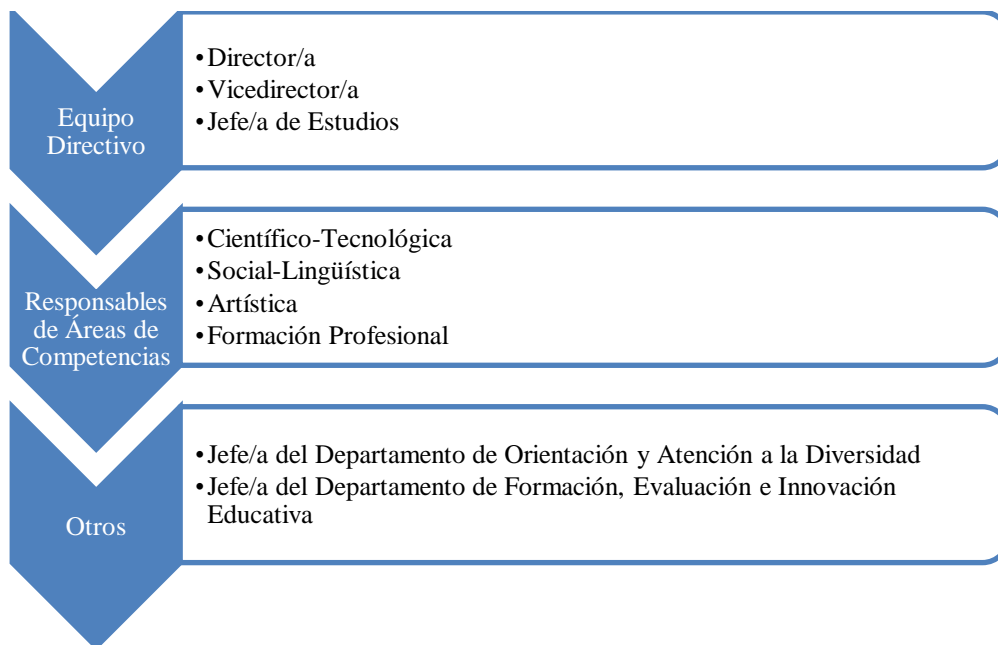 Equipo
Directivo
•Director/a
•Vicedirector/a
•Jefe/a de Estudios
Responsables
de Áreas de
Competencias
•Científico-Tecnológica
•Social-Lingüística
•Artística
•Formación Profesional
Otros
•Jefe/a del Departamento de Orientación y Atención a la Diversidad
•Jefe/a del Departamento de Formación, Evaluación e Innovación
Educativa